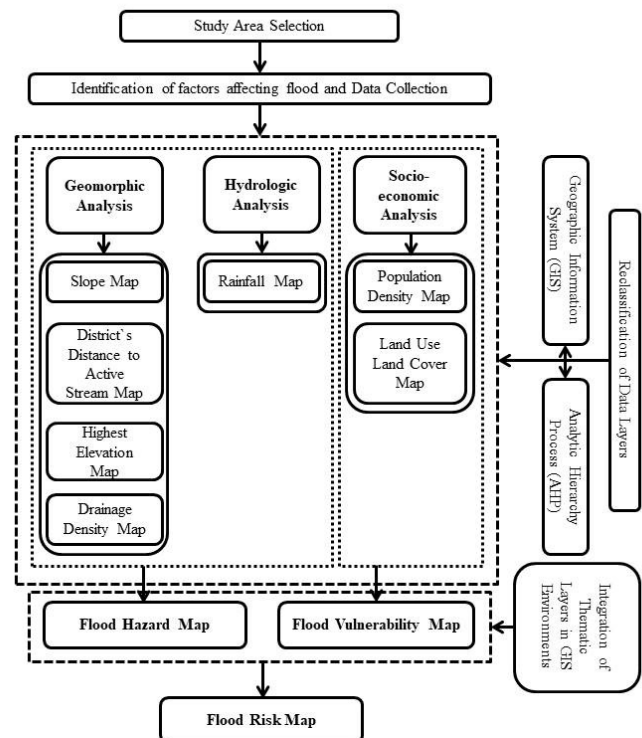 Study Area Selection
Identification of factors affecting flood and Data Collection
Geomorphic
Analysis
Hydrologic
Analysis
Socio-
economic
Analysis
Slope Map
District`s
Distance to
Active
Stream Map
Highest
Elevation
Map
Drainage
Density Map
Rainfall Map
Population
Density Map
Land Use
Land Cover
Map
Geographic Information
System (GIS)
Analytic Hierarchy
Process (AHP)
Reclassification of Data Layers
Flood Hazard Map
Flood Vulnerability Map
Integration of
Thematic
Layers in GIS
Environments
Flood Risk Map